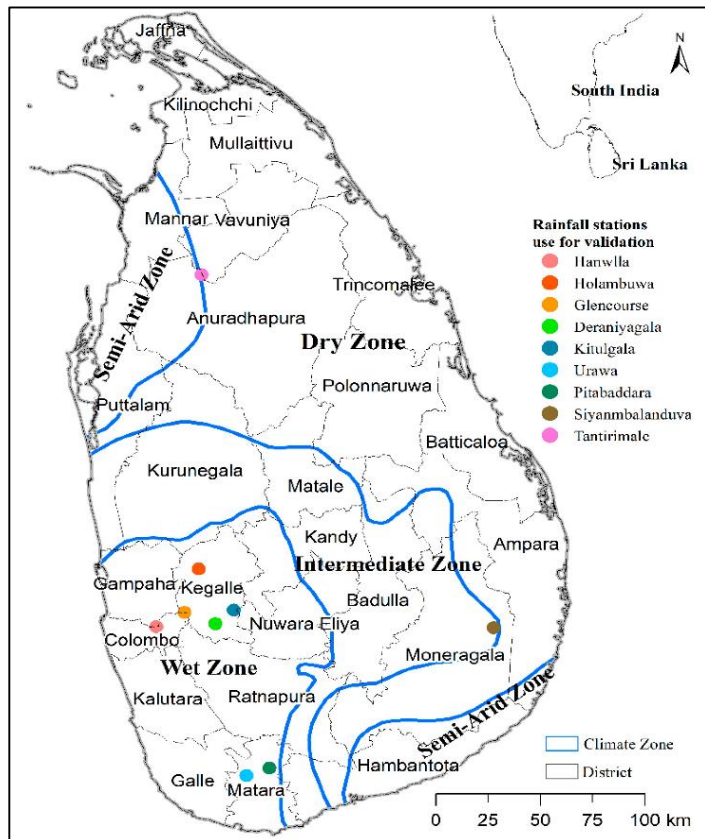 Jaffna
Kilinochchi
Mullaittivu
Mannar
Vavuniya
Semi-Arid Zone
Anuradhapura
Trincomalee
Dry Zone
Polonnaruwa
Puttalam
Batticaloa
Kurunegala
Matale
Kandy
Ampara
Intermediate Zone
Gampaha
Kegalle
Badulla
Nuwara Eliya
Colombo
Moneragala
Wet Zone
Kalutara
Ratnapura
Semi-Arid Zone
Hambantota
Galle
Matara
N
South India
Sri Lanka
Rainfall stations
use for validation
Hanwlla
Holambuwa
Glencourse
Deraniyagala
Kitulgala
Urawa
Pitabaddara
Siyanmbalanduva
Tantirimale
Climate Zone
District
0 25 50 75 100 km